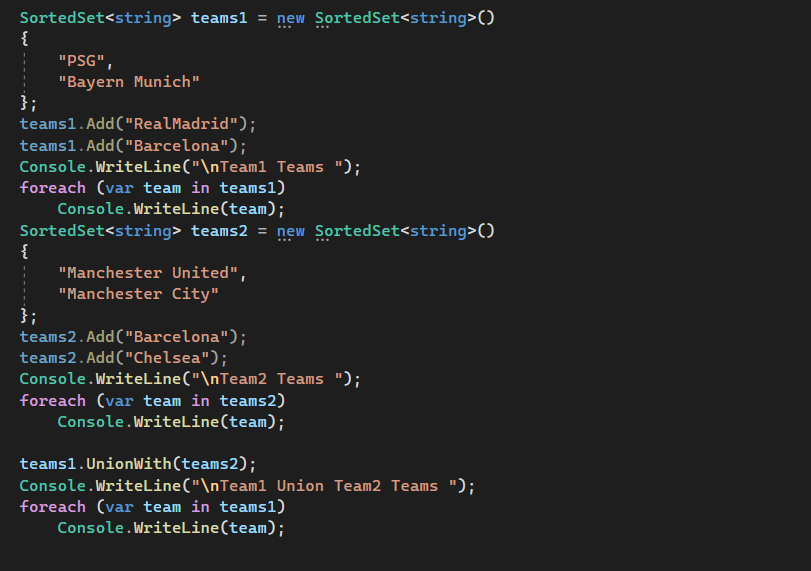 SortedSet<string> teams1 = new SortedSet<string>()
{
    "PSG",
    "Bayern Munich"
};
teams1.Add("RealMadrid");
teams1.Add("Barcelona");
Console.WriteLine("\nTeam1 Teams ");
foreach (var team in teams1)
    Console.WriteLine(team);
SortedSet<string> teams2 = new SortedSet<string>()
{
    "Manchester United",
    "Manchester City"
};
teams2.Add("Barcelona");
teams2.Add("Chelsea");
Console.WriteLine("\nTeam2 Teams ");
foreach (var team in teams2)
    Console.WriteLine(team);

teams1.UnionWith(teams2);
Console.WriteLine("\nTeam1 Union Team2 Teams ");
foreach (var team in teams1)
    Console.WriteLine(team);